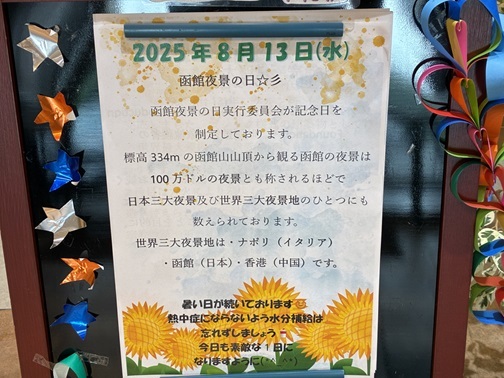 2025年8月13日(水)
函館夜景の日☆彡
函館夜景の日実行委員会が記念日を
制定しております。
標高334mの函館山山頂から観る函館の夜景は
100万ドルの夜景とも称されるほどで
日本三大夜景及び世界三大夜景地のひとつにも
数えられております。
世界三大夜景地は・ナポリ（イタリア）
・函館（日本）・香港（中国）です。
暑い日が続いております
熱中症にならないよう水分補給は
忘れずしましょう
今日も素敵な1日に
なりますように(*^_^*)